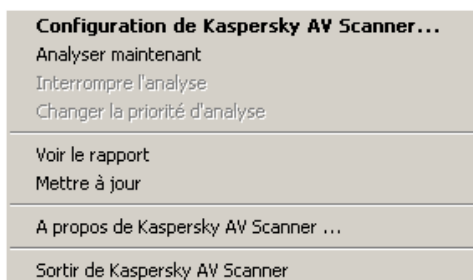 Configuration de Kaspersky AV Scanner...
Analyser maintenant
Interrompre l'analyse
Changer la priorité d'analyse
Voir le rapport
Mettre à jour
A propos de Kaspersky AV Scanner ...
Sortir de Kaspersky AV Scanner